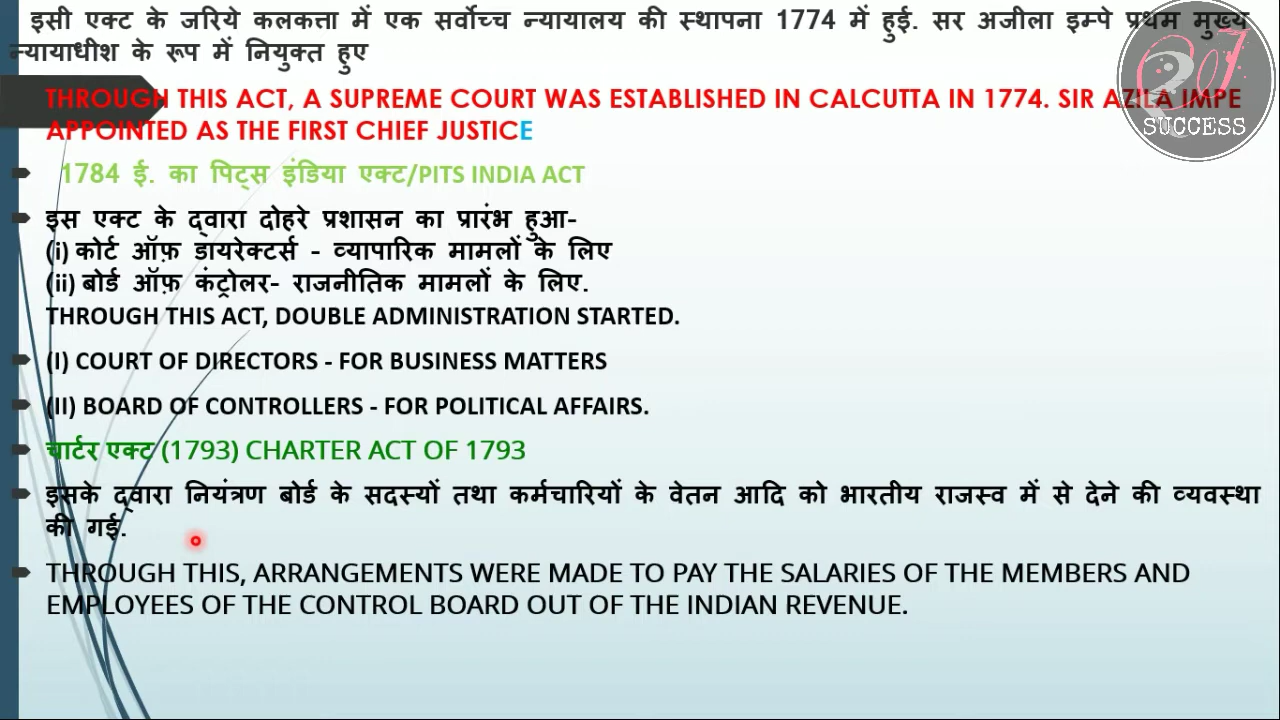 इसी एक्ट के जरिये कलकत्ता में एक सर्वोच्च न्यायालय की स्थापना 1774 में हुई. सर अजीला इम्पे प्रथम मुख्य
न्यायाधीश के रूप में नियुक्त हुए
THROUGH THIS ACT, A SUPREME COURT WAS ESTABLISHED IN CALCUTTA IN 1774. SIR AZILA IMPE
APPOINTED AS THE FIRST CHIEF JUSTICE
SUCCESS
1784 ई. का पिट्स इंडिया एक्ट/PITS INDIA ACT
इस एक्ट के द्वारा दोहरे प्रशासन का प्रारंभ हुआ-
(i) कोर्ट ऑफ़ डायरेक्टर्स - व्यापारिक मामलों के लिए
(ii) बोर्ड ऑफ़ कंट्रोलर- राजनीतिक मामलों के लिए.
THROUGH THIS ACT, DOUBLE ADMINISTRATION STARTED.
(I) COURT OF DIRECTORS - FOR BUSINESS MATTERS
(II) BOARD OF CONTROLLERS - FOR POLITICAL AFFAIRS.
चार्टर एक्ट (1793) CHARTER ACT OF 1793
इसके द्वारा नियंत्रण बोर्ड के सदस्यों तथा कर्मचारियों के वेतन आदि को भारतीय राजस्व में से देने की व्यवस्था
की गई.
THROUGH THIS, ARRANGEMENTS WERE MADE TO PAY THE SALARIES OF THE MEMBERS AND
EMPLOYEES OF THE CONTROL BOARD OUT OF THE INDIAN REVENUE.